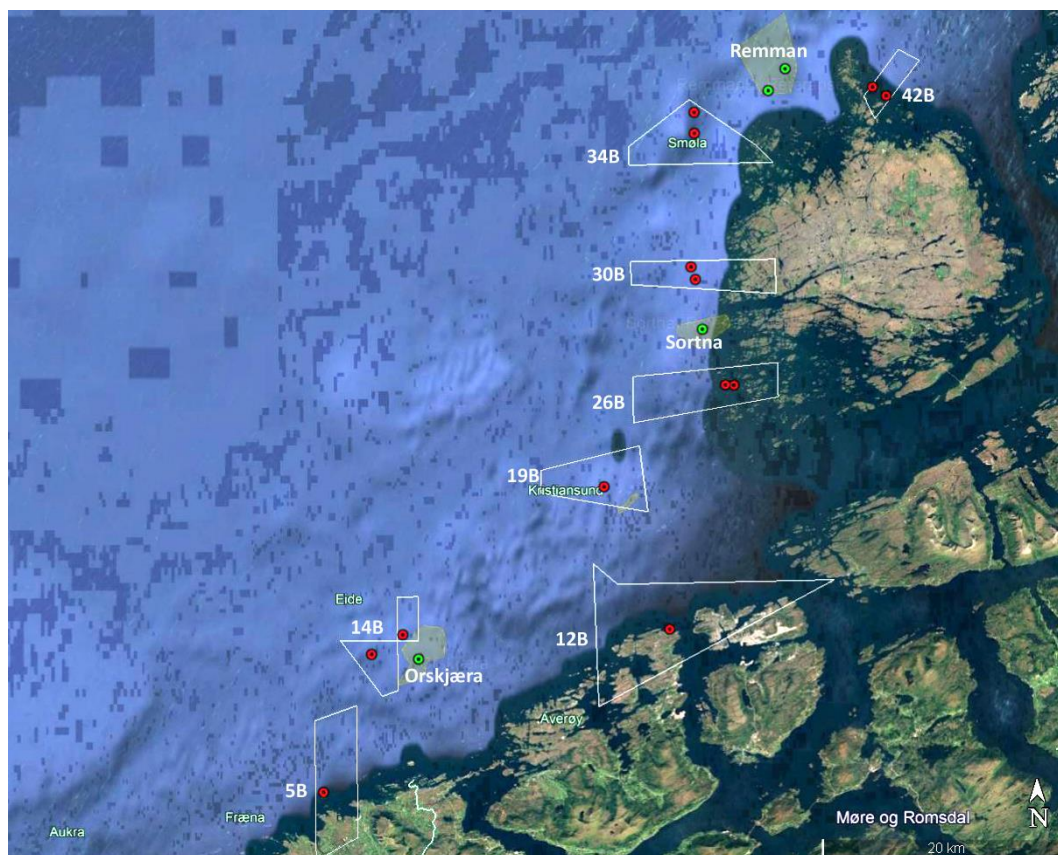 Remman
42B
Smøla
34B
30B
Sortna
26B
19B
Kristiansund
Eide
14B
12B
Orskjæra
Averøy
5B
Fræna
Møre og Romsdal
Aukra
N
20 km